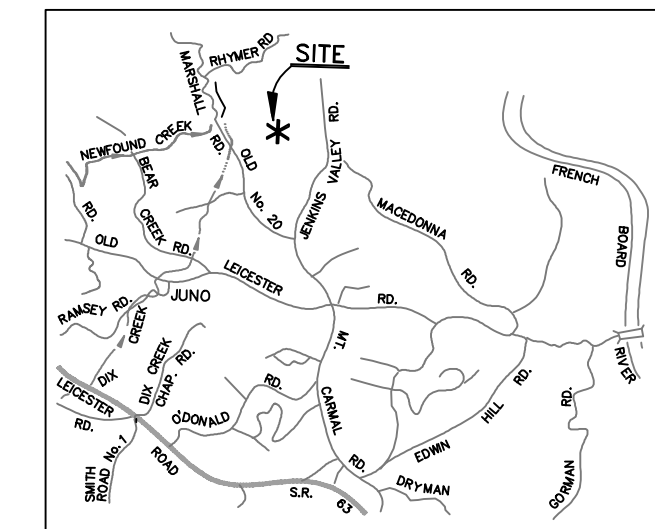 SITE
RHYMER RD
MARSHALL
RD.
NEWFOUND CREEK
BEAR
CREEK
RD.
OLD
No. 20
JENKINS
VALLEY
RD.
MACEDONNA
RD.
FRENCH
BOARD
RIVER
RD.
OLD
LEICESTER
RD.
RAMSEY RD.
JUNO
CREEK
DIX
DIX CREEK
CHAP. RD.
MT.
CARMAL
RD.
LEICESTER
RD.
ROAD
SMITH
ROAD No. 1
O'DONALD
RD.
S.R. 63
EDWIN
HILL
RD.
DRYMAN
GORMAN
RD.